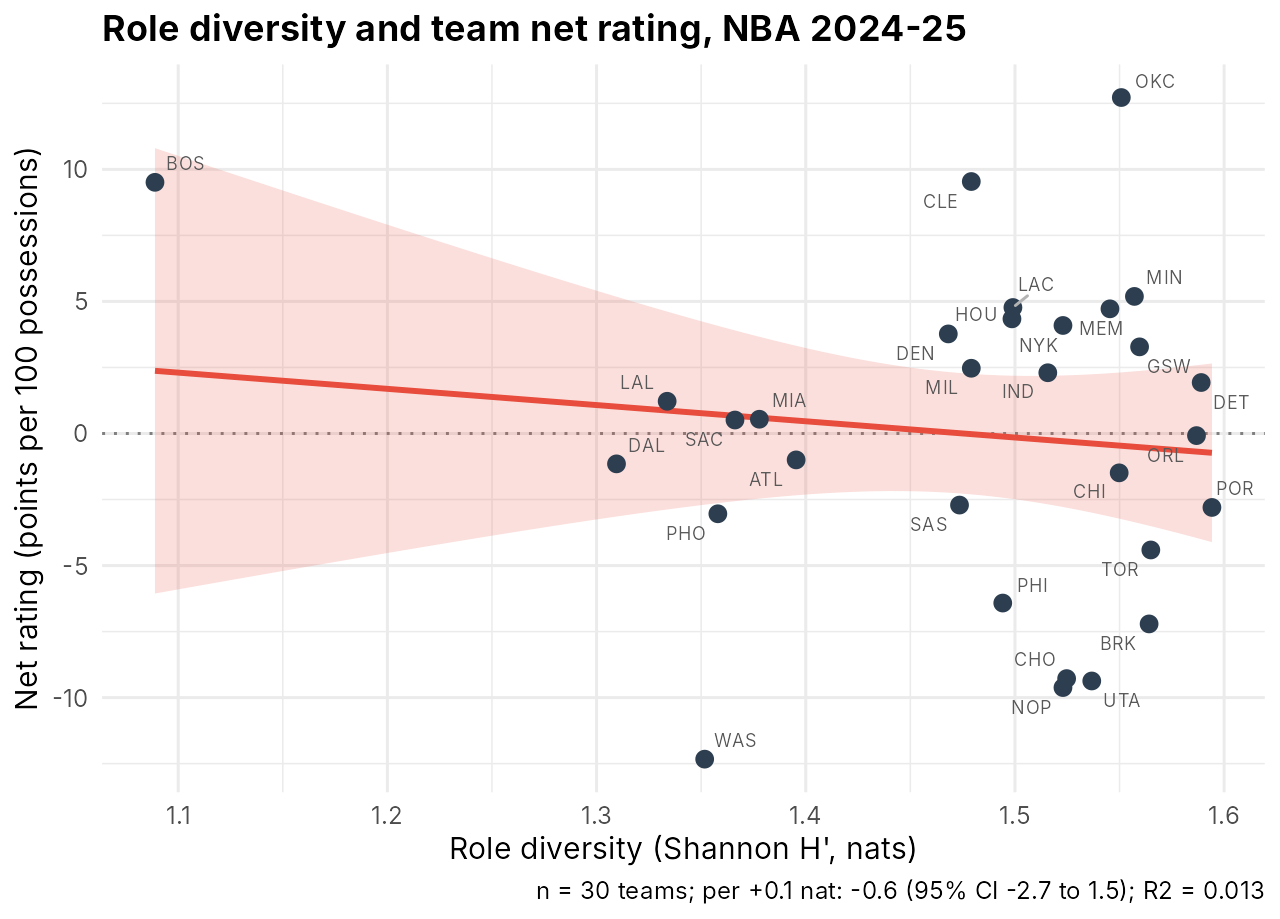 Role diversity and team net rating, NBA 2024-25
Net rating (points per 100 possessions)
10
5
0
-5
-10
OKC
BOS
CLE
MIN
LAC
HOU
MEM
NYK
DEN
GSW
MIL
IND
LAL
MIA
DET
SAC
DAL
ORL
ATL
CHI
POR
SAS
PHO
TOR
PHI
BRK
CHO
NOP
UTA
WAS
1.1
1.2
1.3
1.4
1.5
1.6
Role diversity (Shannon H', nats)
n = 30 teams; per +0.1 nat: -0.6 (95% CI -2.7 to 1.5); R2 = 0.013